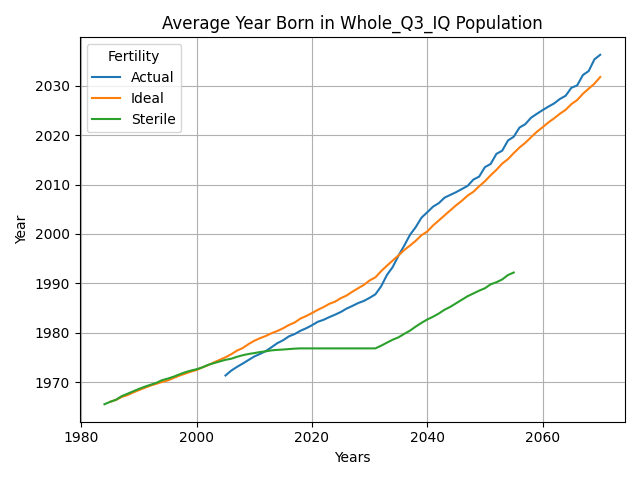 Average Year Born in Whole_Q3_IQ Population
Fertility
Actual
Ideal
Sterile
Year
2030
2020
2010
2000
1990
1980
1970
1980 2000 2020 2040 2060
Years